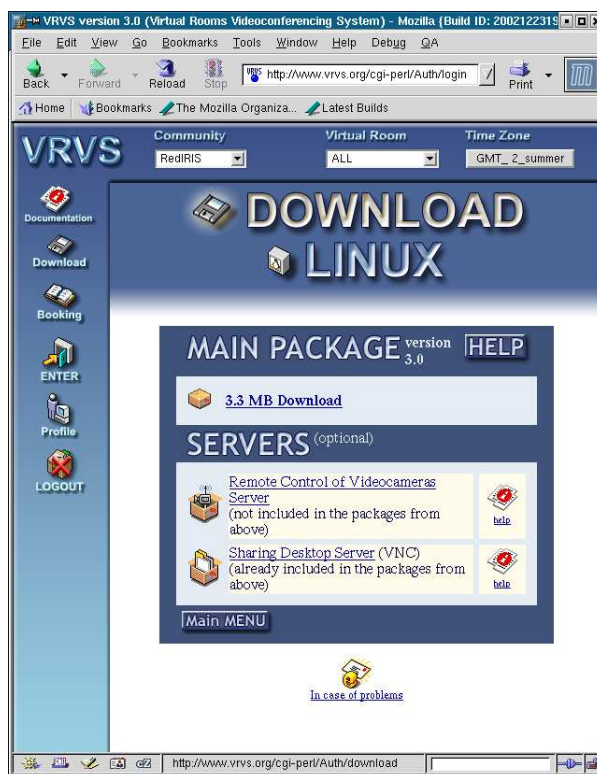 VRVS version 3.0 (Virtual Rooms Videoconferencing System) - Mozilla {Build ID: 2002122319
File Edit View Go Bookmarks Tools Window Help Debug QA
Back Forward Reload Stop http://www.vrvs.org/cgi-perl/Auth/login Print
Home Bookmarks The Mozilla Organiza... Latest Builds
VRVS
Community Virtual Room Time Zone
RedIRIS ALL GMT_ 2_summer
Documentation
Download
Booking
ENTER
Profile
LOGOUT
DOWNLOAD
LINUX
MAIN PACKAGE version 3.0 HELP
3.3 MB Download
SERVERS (optional)
Remote Control of Videocameras
Server
(not included in the packages from
above)
help
Sharing Desktop Server (VNC)
(already included in the packages from
above)
help
Main MENU
In case of problems
http://www.vrvs.org/cgi-perl/Auth/download